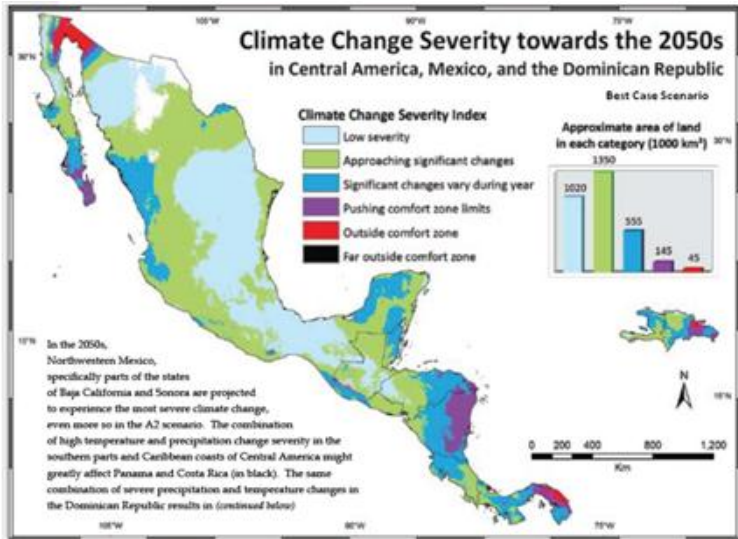 105°W
90°W
75°W
Climate Change Severity towards the 2050s
in Central America, Mexico, and the Dominican Republic
Best Case Scenario
30°N
Climate Change Severity Index
Low severity
Approaching significant changes
Significant changes vary during year
Pushing comfort zone limits
Outside comfort zone
Far outside comfort zone
Approximate area of land
in each category (1000 km²)
30°N
1020
1350
555
145
45
15°N
In the 2050s,
Northwestern Mexico,
specifically parts of the states
of Baja California and Sonora are projected
to experience the most severe climate change,
even more so in the A2 scenario. The combination
of high temperature and precipitation change severity in the
southern parts and Caribbean coasts of Central America might
greatly affect Panama and Costa Rica (in black). The same
combination of severe precipitation and temperature changes in
the Dominican Republic results in (continued below)
N
15°N
0 200 400 800 1,200
Km
105°W
90°W
75°W